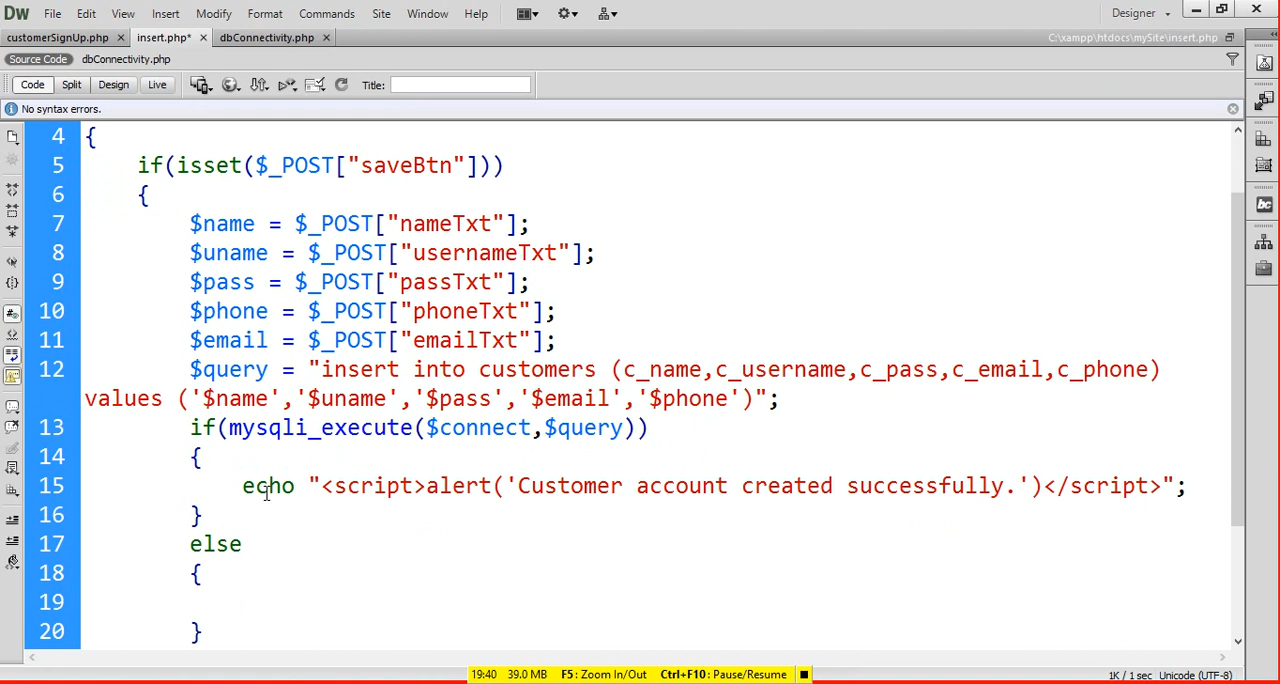 Dw File Edit View Insert Modify Format Commands Site Window Help Designer
customerSignUp.php insert.php* dbConnectivity.php C:\xampp\htdocs\mySite\insert.php
Source Code dbConnectivity.php
Code Split Design Live Title:
No syntax errors.
4 {
5 if(isset($_POST["saveBtn"]))
6 {
7 $name = $_POST["nameTxt"];
8 $uname = $_POST["usernameTxt"];
9 $pass = $_POST["passTxt"];
10 $phone = $_POST["phoneTxt"];
11 $email = $_POST["emailTxt"];
12 $query = "insert into customers (c_name,c_username,c_pass,c_email,c_phone)
values ('$name','$uname','$pass','$email','$phone')";
13 if(mysqli_execute($connect,$query))
14 {
15 echo "<script>alert('Customer account created successfully.')</script>";
16 }
17 else
18 {
19
20 }
19:40 39.0 MB F5: Zoom In/Out Ctrl+F10: Pause/Resume
1K / 1 sec Unicode (UTF-8)
bc